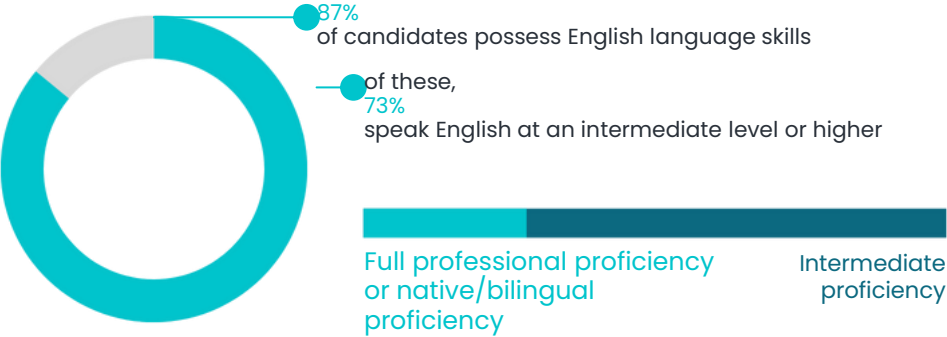 87%
of candidates possess English language skills
of these,
73%
speak English at an intermediate level or higher
Full professional proficiency
or native/bilingual
proficiency
Intermediate
proficiency